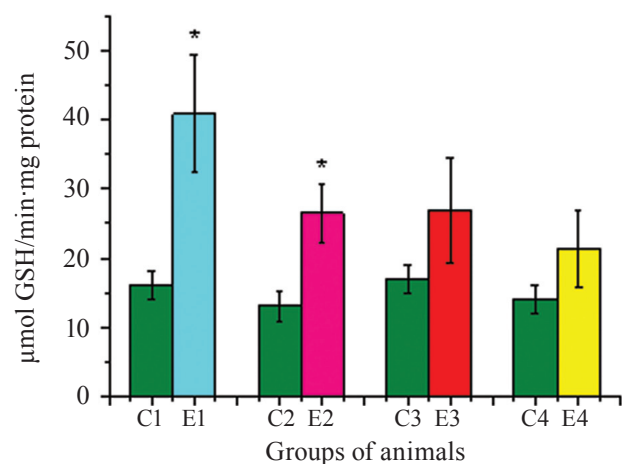 μmol GSH/min·mg protein
50
40
30
20
10
0
*
*
C1 E1 C2 E2 C3 E3 C4 E4
Groups of animals